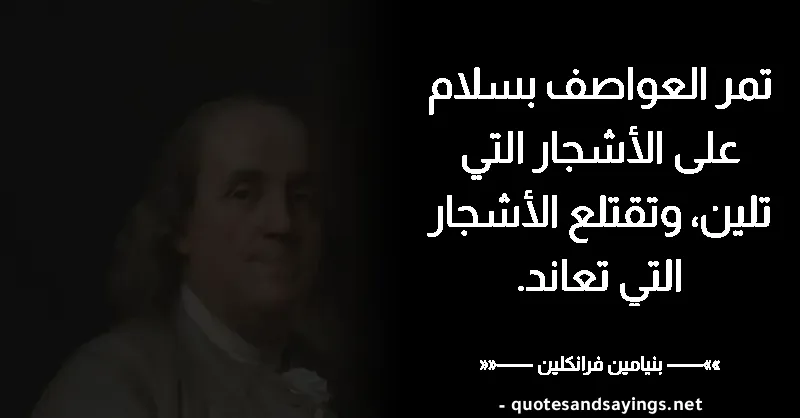 تمر العواصف بسلام
على الأشجار التي
تلين، وتقتلع الأشجار
التي تعاند.
»»—— بنيامين فرانكلين ——««
- quotesandsayings.net